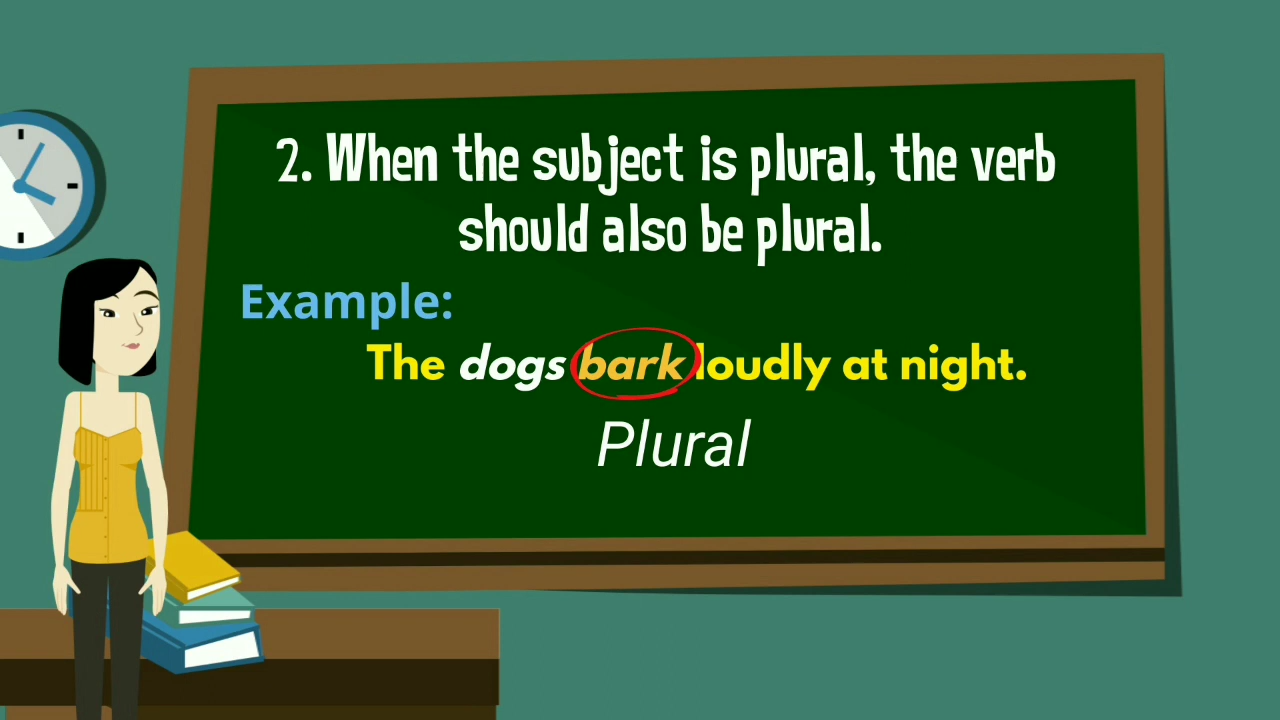 2. When the subject is plural, the verb
should also be plural.
Example:
The dogs bark loudly at night.
Plural